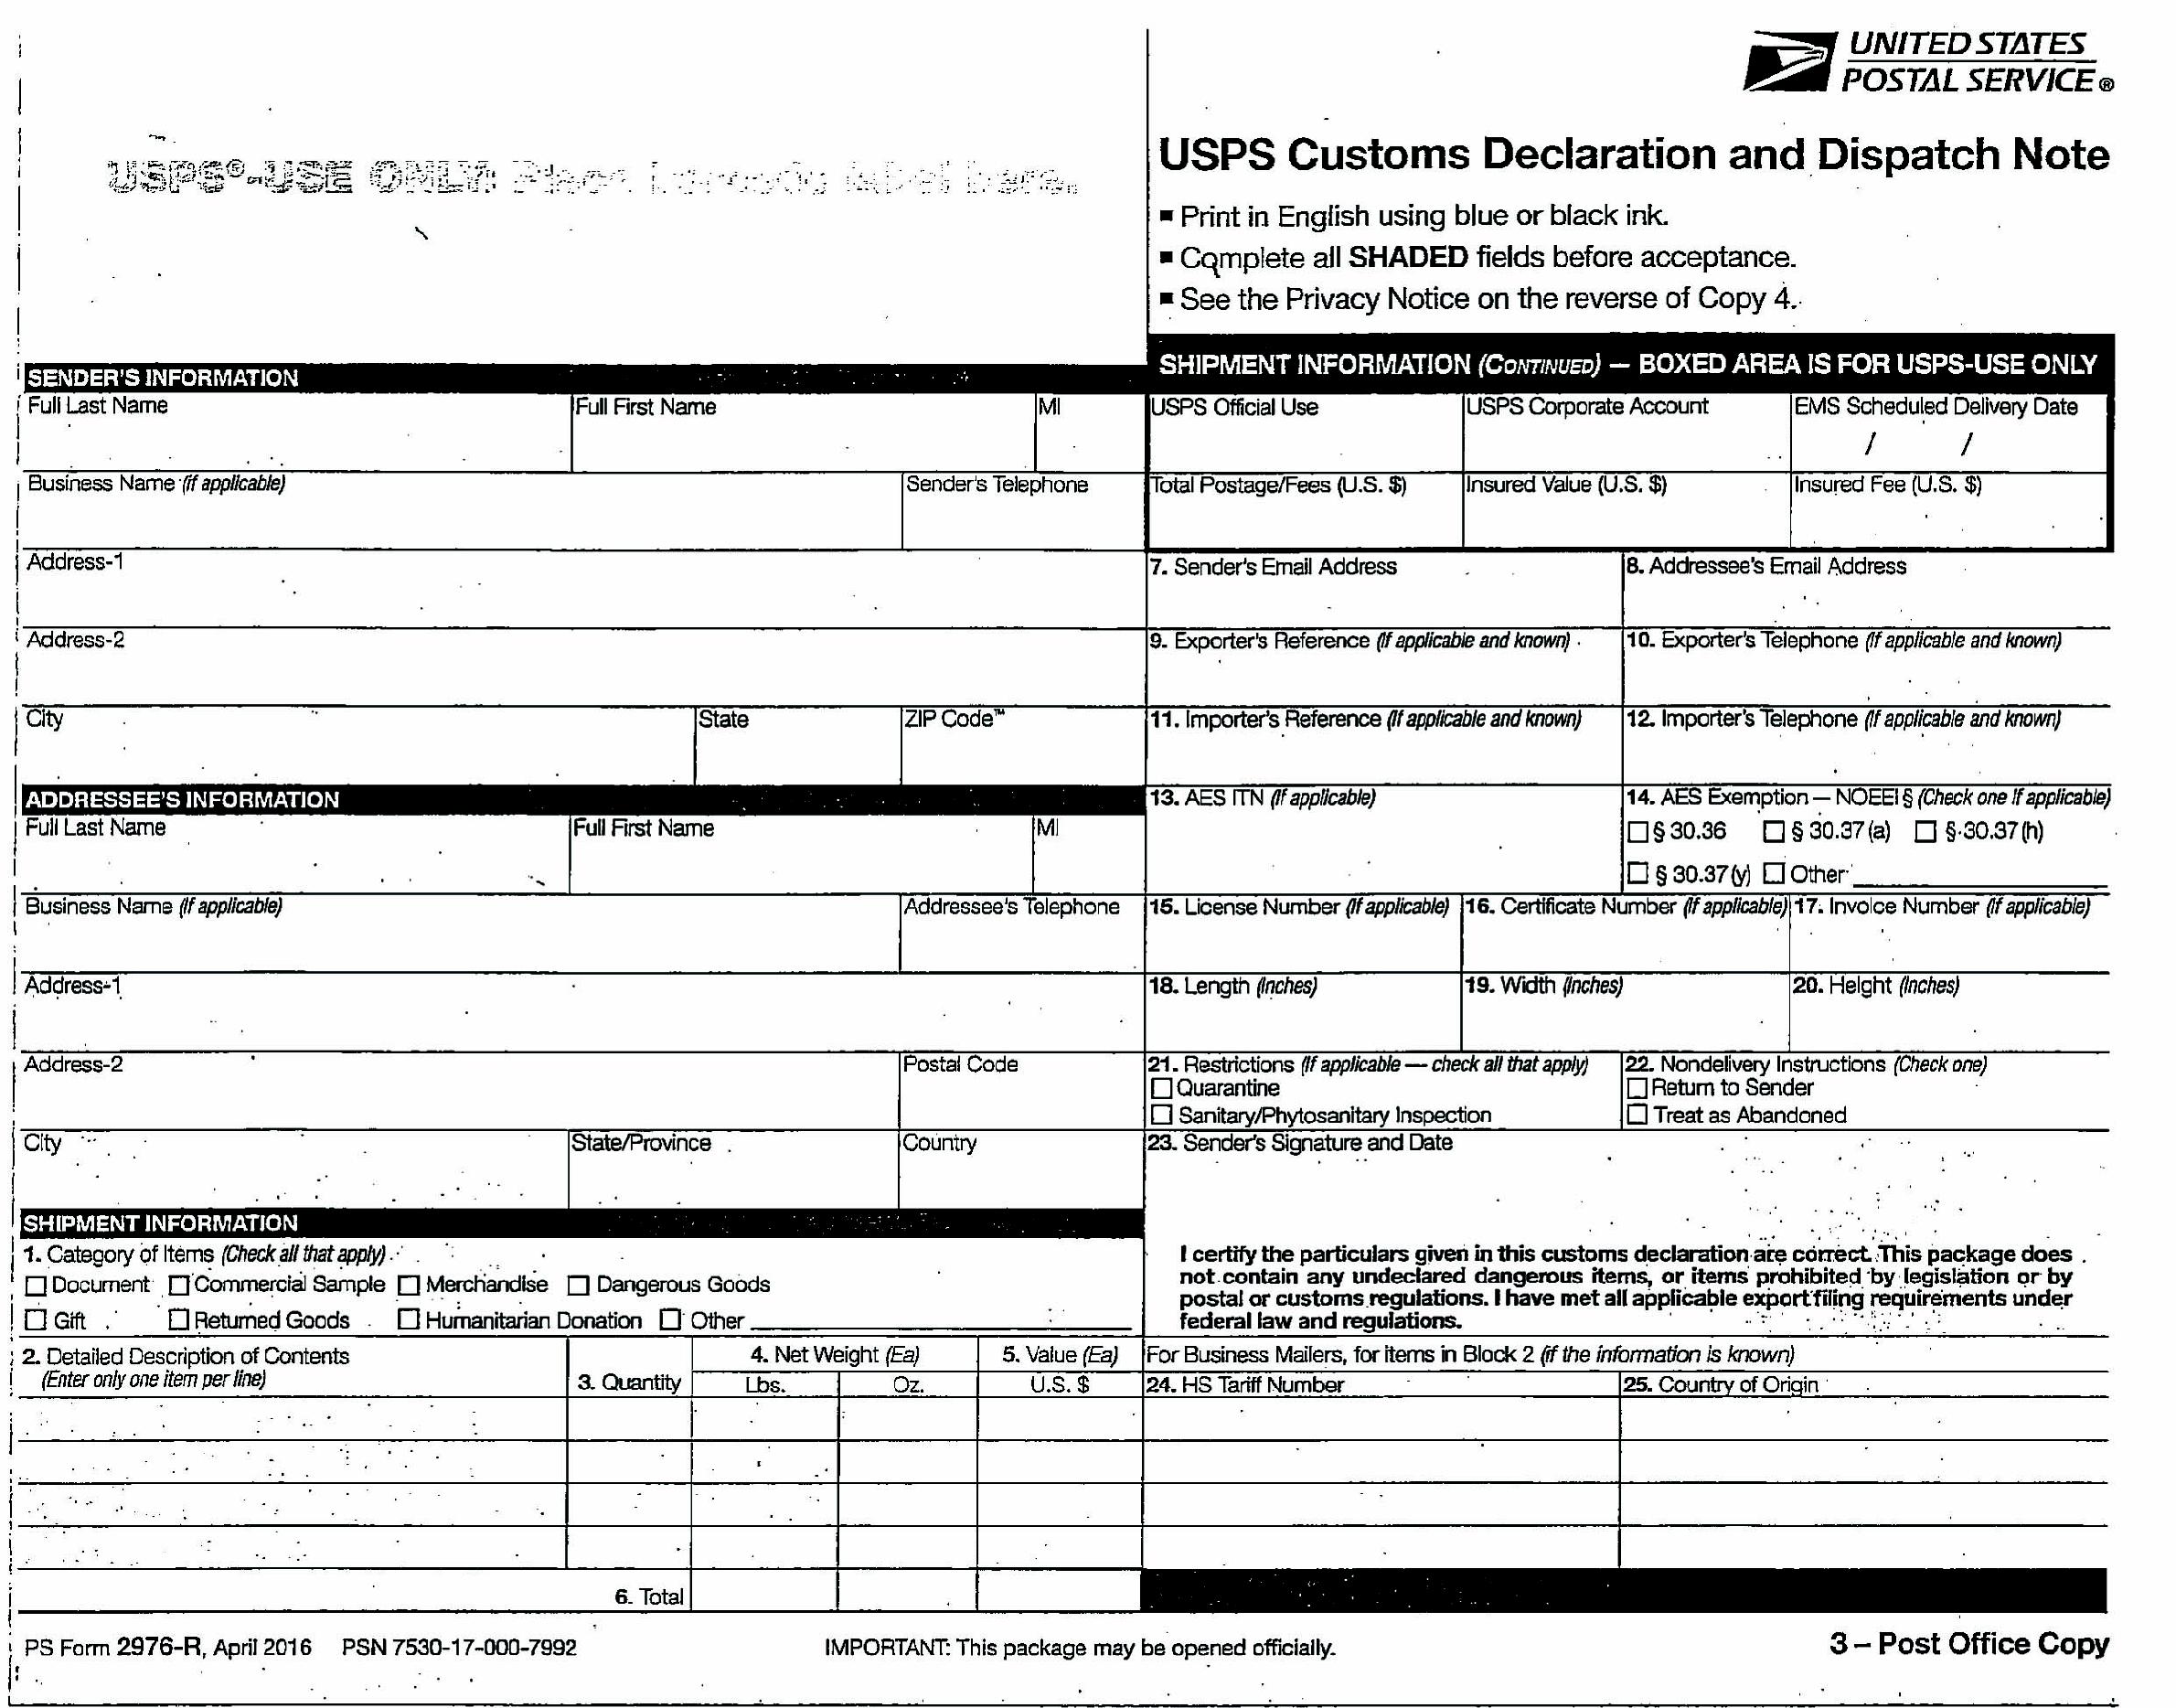 UNITED STATES
POSTAL SERVICE®
USPS®-USE ONLY: Place barcode label here.
USPS Customs Declaration and Dispatch Note
■ Print in English using blue or black ink.
■ Complete all SHADED fields before acceptance.
■ See the Privacy Notice on the reverse of Copy 4.
SENDER'S INFORMATION
Full Last Name Full First Name MI
Business Name (if applicable) Sender's Telephone
Address-1
Address-2
City State ZIP Code™
ADDRESSEE'S INFORMATION
Full Last Name Full First Name MI
Business Name (if applicable) Addressee's Telephone
Address-1
Address-2 Postal Code
City State/Province Country
SHIPMENT INFORMATION
1. Category of Items (Check all that apply)
☐ Document ☐ Commercial Sample ☐ Merchandise ☐ Dangerous Goods
☐ Gift ☐ Returned Goods ☐ Humanitarian Donation ☐ Other
SHIPMENT INFORMATION (CONTINUED) — BOXED AREA IS FOR USPS-USE ONLY
USPS Official Use USPS Corporate Account EMS Scheduled Delivery Date
/ /
Total Postage/Fees (U.S. $) Insured Value (U.S. $) Insured Fee (U.S. $)
7. Sender's Email Address 8. Addressee's Email Address
9. Exporter's Reference (If applicable and known) 10. Exporter's Telephone (If applicable and known)
11. Importer's Reference (If applicable and known) 12. Importer's Telephone (If applicable and known)
13. AES ITN (If applicable) 14. AES Exemption — NOEEI § (Check one if applicable)
☐ § 30.36 ☐ § 30.37 (a) ☐ § 30.37 (h)
☐ § 30.37 (y) ☐ Other
15. License Number (If applicable) 16. Certificate Number (If applicable) 17. Invoice Number (If applicable)
18. Length (Inches) 19. Width (Inches) 20. Height (Inches)
21. Restrictions (If applicable — check all that apply) 22. Nondelivery Instructions (Check one)
☐ Quarantine ☐ Return to Sender
☐ Sanitary/Phytosanitary Inspection ☐ Treat as Abandoned
23. Sender's Signature and Date
I certify the particulars given in this customs declaration are correct. This package does
not contain any undeclared dangerous items, or items prohibited by legislation or by
postal or customs regulations. I have met all applicable export filing requirements under
federal law and regulations.
2. Detailed Description of Contents 4. Net Weight (Ea) 5. Value (Ea) For Business Mailers, for items in Block 2 (if the information is known)
(Enter only one item per line) 3. Quantity Lbs. Oz. U.S. $ 24. HS Tariff Number 25. Country of Origin
6. Total
PS Form 2976-R, April 2016 PSN 7530-17-000-7992 IMPORTANT: This package may be opened officially. 3 – Post Office Copy